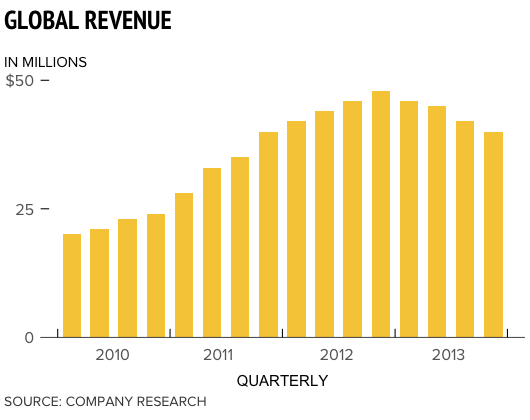 GLOBAL REVENUE
IN MILLIONS
$50
25
0
2010 2011 2012 2013
QUARTERLY
SOURCE: COMPANY RESEARCH